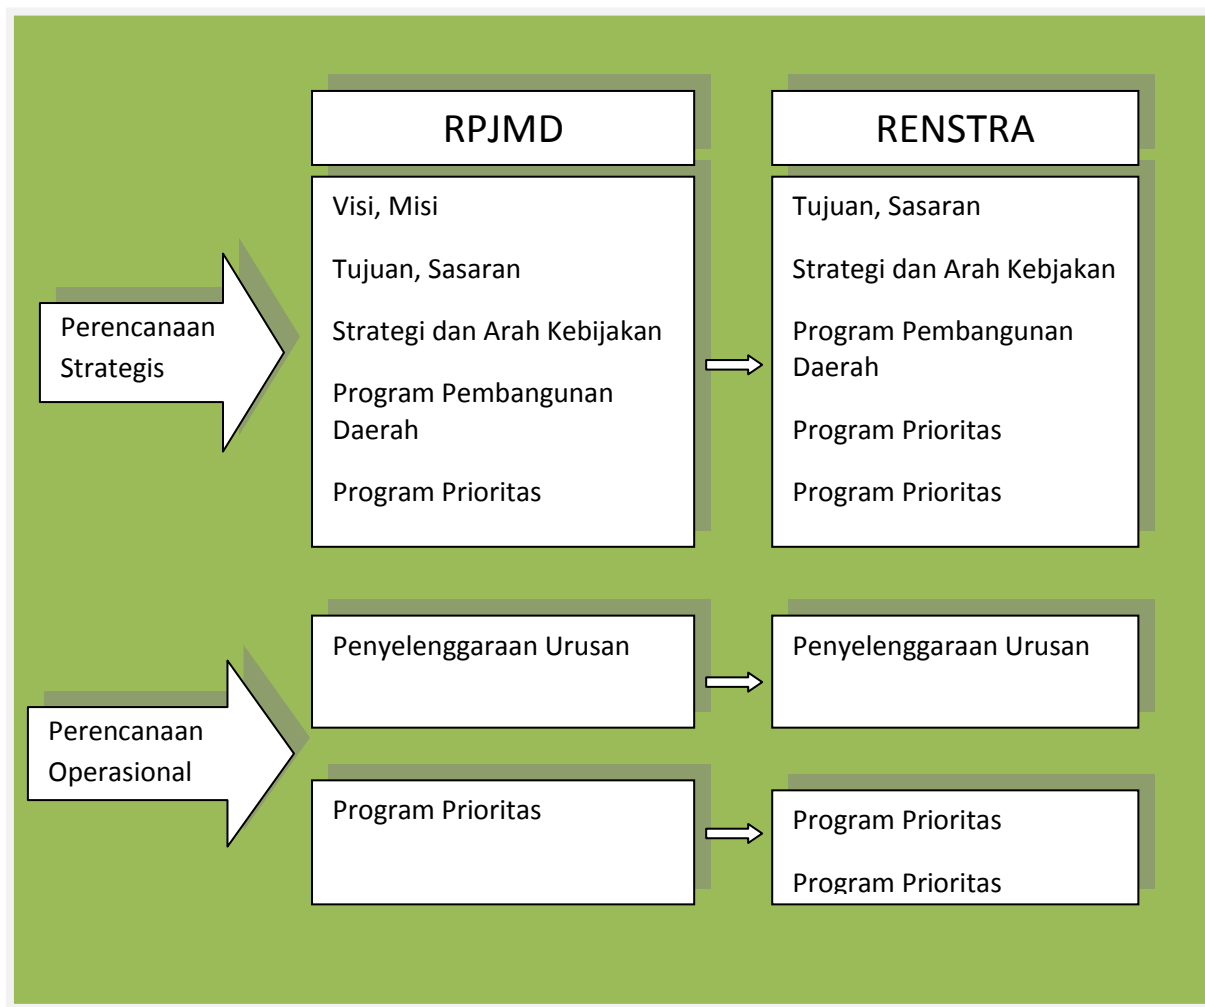 RPJMD
RENSTRA
Perencanaan
Strategis
Visi, Misi
Tujuan, Sasaran
Strategi dan Arah Kebijakan
Program Pembangunan
Daerah
Program Prioritas
Tujuan, Sasaran
Strategi dan Arah Kebjakan
Program Pembangunan
Daerah
Program Prioritas
Program Prioritas
Perencanaan
Operasional
Penyelenggaraan Urusan
Penyelenggaraan Urusan
Program Prioritas
Program Prioritas
Program Prioritas